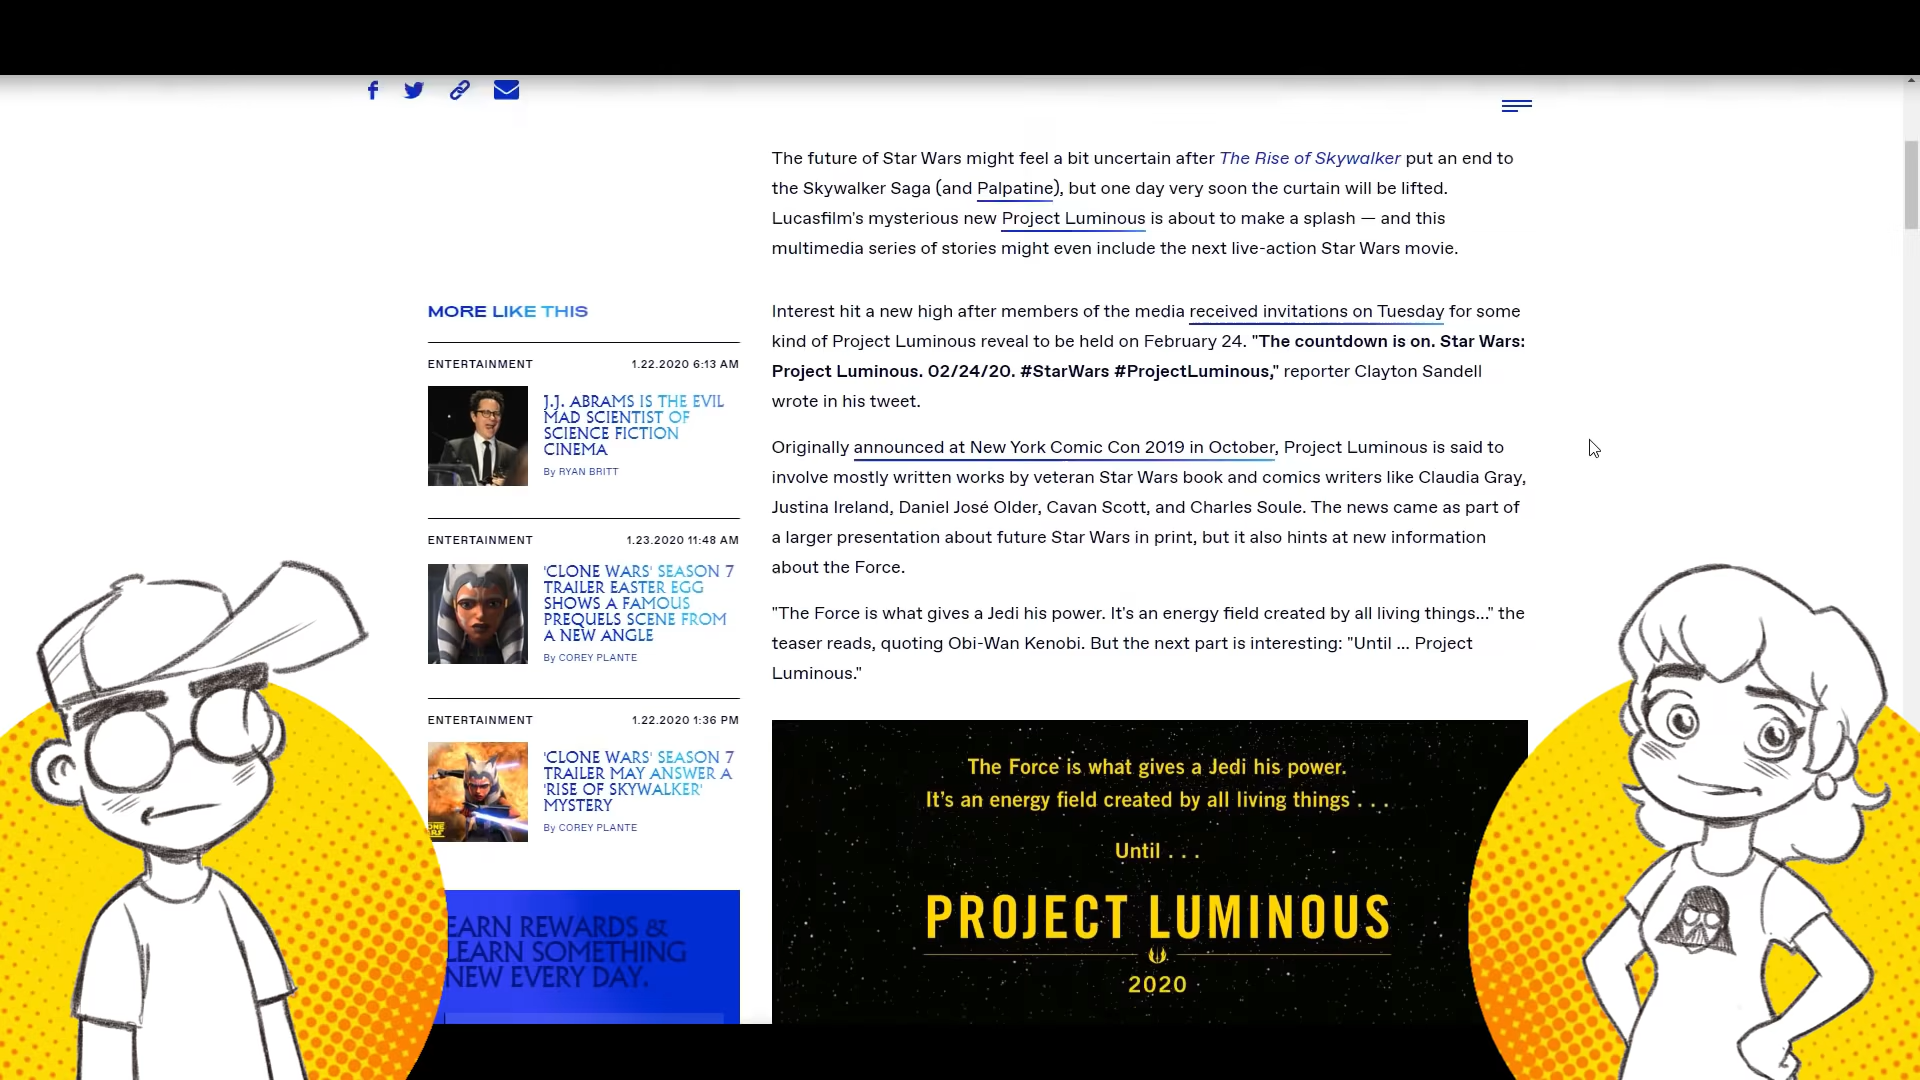 The future of Star Wars might feel a bit uncertain after The Rise of Skywalker put an end to
the Skywalker Saga (and Palpatine), but one day very soon the curtain will be lifted.
Lucasfilm's mysterious new Project Luminous is about to make a splash — and this
multimedia series of stories might even include the next live-action Star Wars movie.
MORE LIKE THIS
ENTERTAINMENT 1.22.2020 6:13 AM
J.J. ABRAMS IS THE EVIL
MAD SCIENTIST OF
SCIENCE FICTION
CINEMA
By RYAN BRITT
ENTERTAINMENT 1.23.2020 11:48 AM
'CLONE WARS' SEASON 7
TRAILER EASTER EGG
SHOWS A FAMOUS
PREQUELS SCENE FROM
A NEW ANGLE
By COREY PLANTE
ENTERTAINMENT 1.22.2020 1:36 PM
'CLONE WARS' SEASON 7
TRAILER MAY ANSWER A
'RISE OF SKYWALKER'
MYSTERY
By COREY PLANTE
EARN REWARDS &
LEARN SOMETHING
NEW EVERY DAY.
Interest hit a new high after members of the media received invitations on Tuesday for some
kind of Project Luminous reveal to be held on February 24. "The countdown is on. Star Wars:
Project Luminous. 02/24/20. #StarWars #ProjectLuminous," reporter Clayton Sandell
wrote in his tweet.
Originally announced at New York Comic Con 2019 in October, Project Luminous is said to
involve mostly written works by veteran Star Wars book and comics writers like Claudia Gray,
Justina Ireland, Daniel José Older, Cavan Scott, and Charles Soule. The news came as part of
a larger presentation about future Star Wars in print, but it also hints at new information
about the Force.
"The Force is what gives a Jedi his power. It's an energy field created by all living things..." the
teaser reads, quoting Obi-Wan Kenobi. But the next part is interesting: "Until ... Project
Luminous."
The Force is what gives a Jedi his power.
It's an energy field created by all living things . . .
Until . . .
PROJECT LUMINOUS
2020